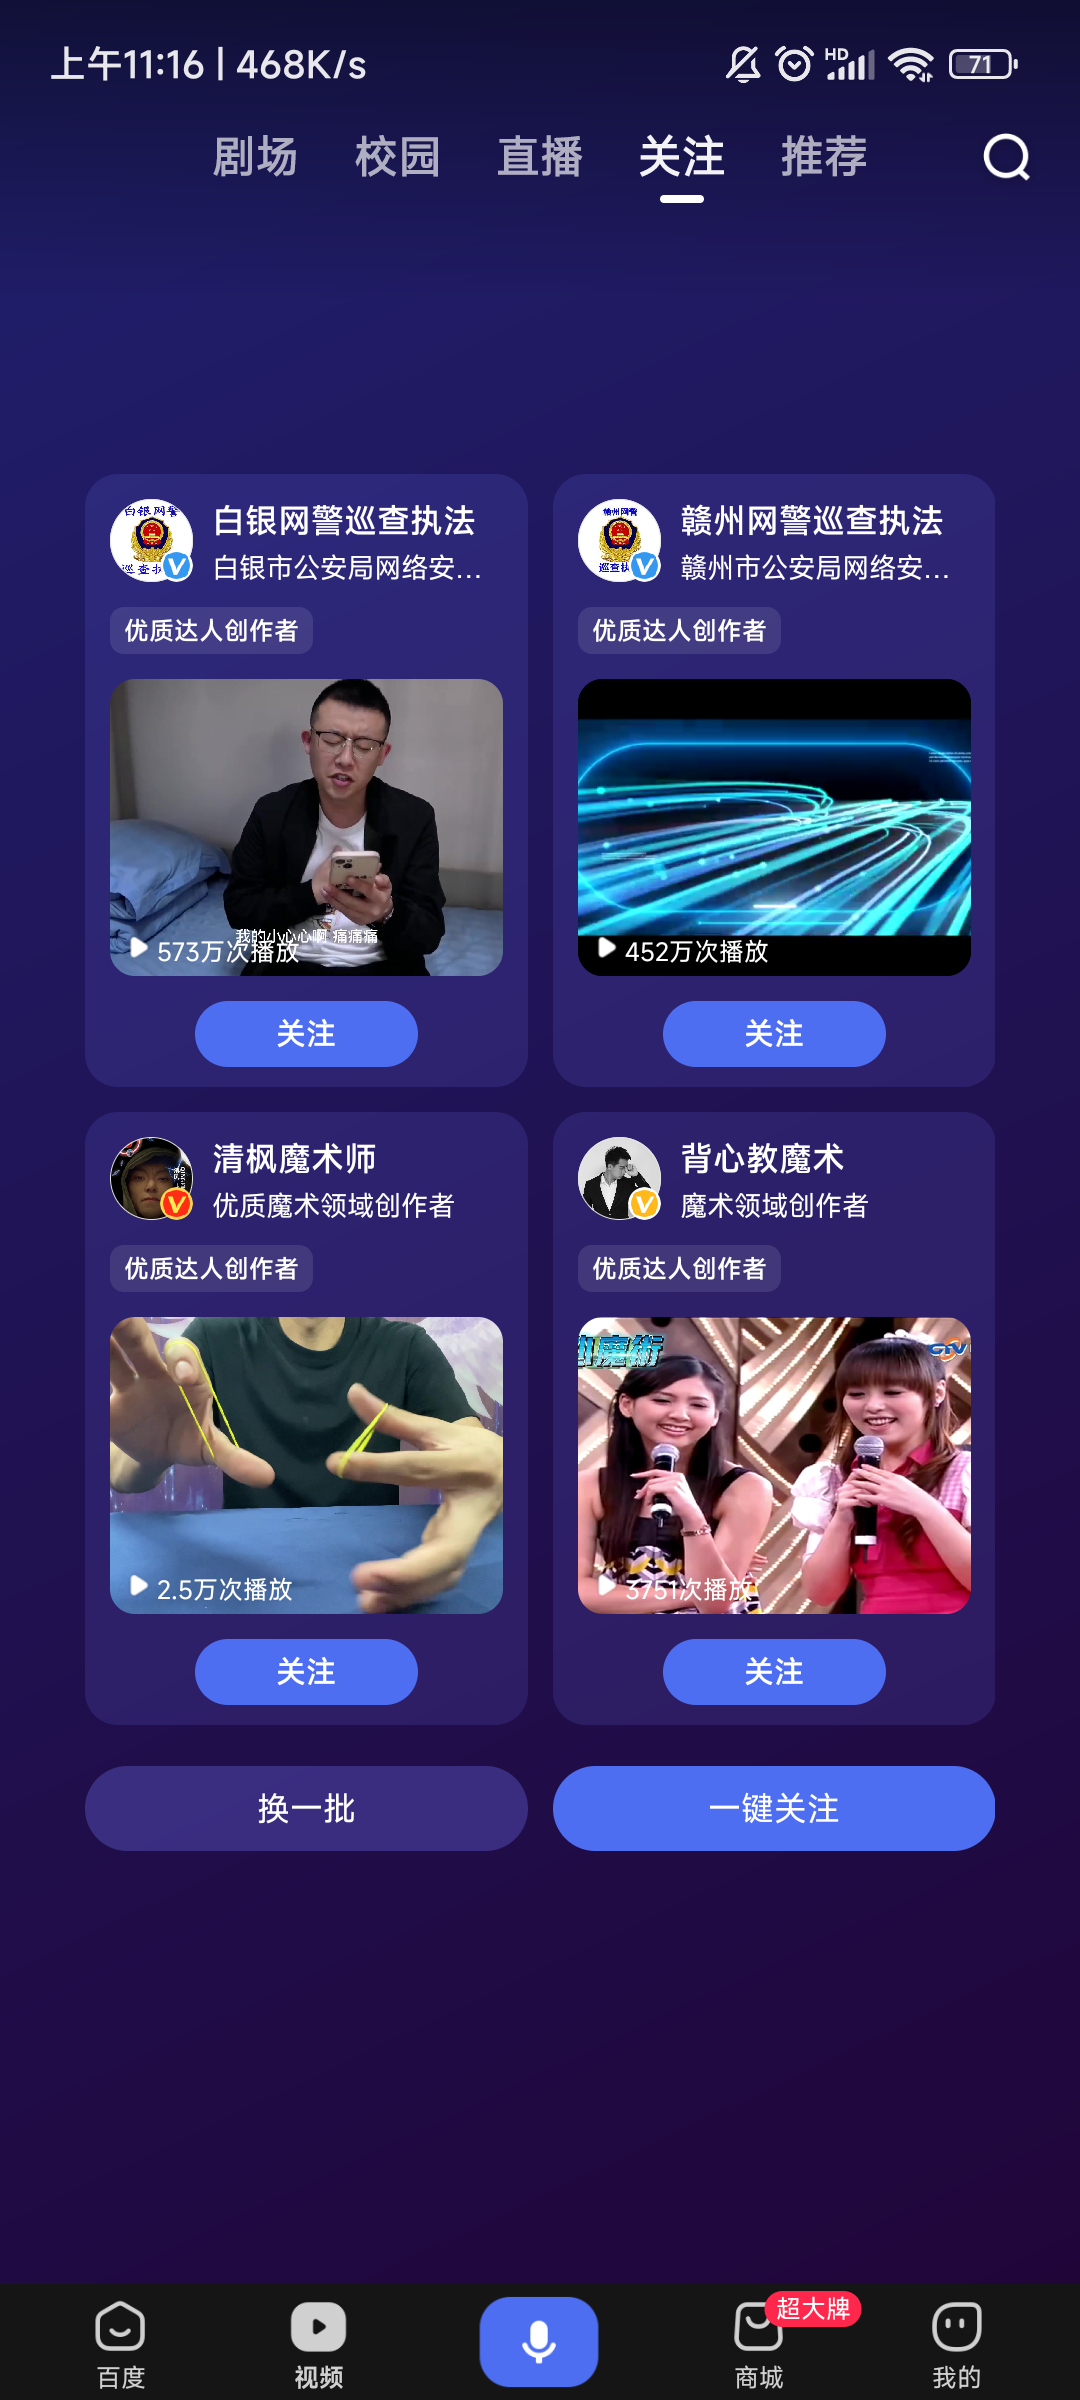 上午11:16 | 468K/s
HD
71
剧场 校园 直播 关注 推荐
白银网警巡查执法
白银市公安局网络安...
优质达人创作者
我的小心心啊 痛痛痛
573万次播放
关注
赣州网警巡查执法
赣州市公安局网络安...
优质达人创作者
452万次播放
关注
清枫魔术师
优质魔术领域创作者
优质达人创作者
2.5万次播放
关注
背心教魔术
魔术领域创作者
优质达人创作者
魔術
CTV
3751次播放
关注
换一批
一键关注
超大牌
百度 视频 商城 我的